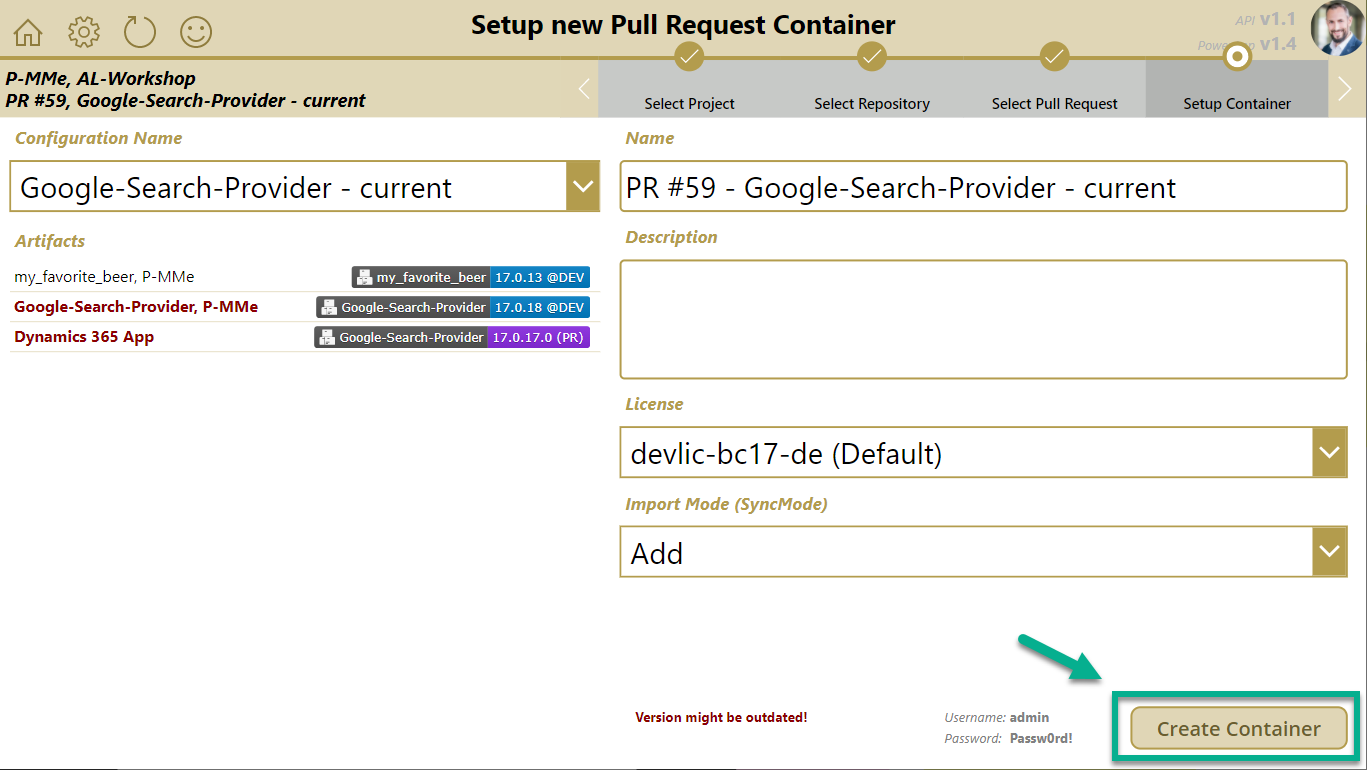 Setup new Pull Request Container
API v1.1
v1.4
P-MMe, AL-Workshop
PR #59, Google-Search-Provider - current
Select Project
Select Repository
Select Pull Request
Setup Container
Configuration Name
Google-Search-Provider - current
Artifacts
my_favorite_beer, P-MMe
my_favorite_beer 17.0.13 @DEV
Google-Search-Provider, P-MMe
Google-Search-Provider 17.0.18 @DEV
Dynamics 365 App
Google-Search-Provider 17.0.17.0 (PR)
Name
PR #59 - Google-Search-Provider - current
Description
License
devlic-bc17-de (Default)
Import Mode (SyncMode)
Add
Version might be outdated!
Username: admin
Password: Passw0rd!
Create Container